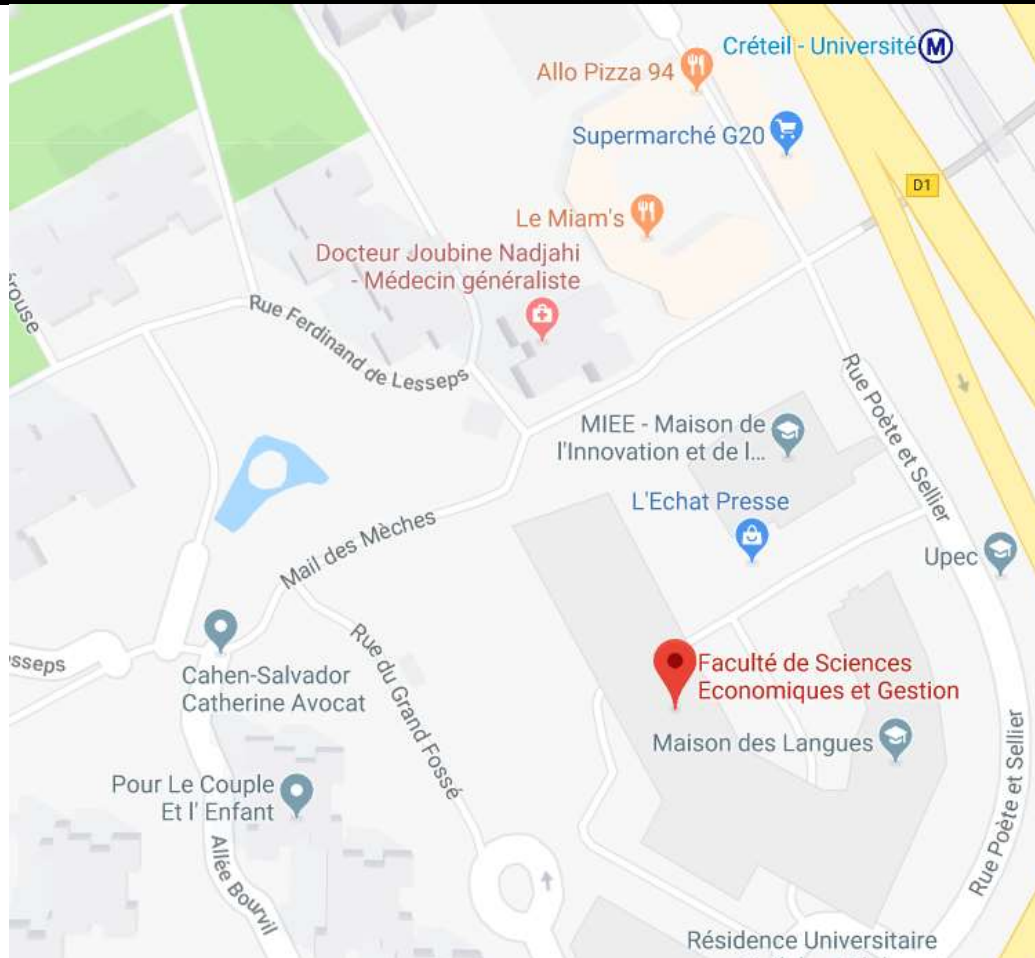 Créteil - Université
M
Allo Pizza 94
Supermarché G20
D1
Le Miam's
Docteur Joubine Nadjahi
- Médecin généraliste
érouse
Rue Ferdinand de Lesseps
Rue Poète et Sellier
MIEE - Maison de
l'Innovation et de l...
L'Echat Presse
Mail des Mèches
Upec
esseps
Cahen-Salvador
Catherine Avocat
Rue du Grand Fossé
Faculté de Sciences
Economiques et Gestion
Maison des Langues
Pour Le Couple
Et l' Enfant
Allée Bourvil
Rue Poète et Sellier
Résidence Universitaire